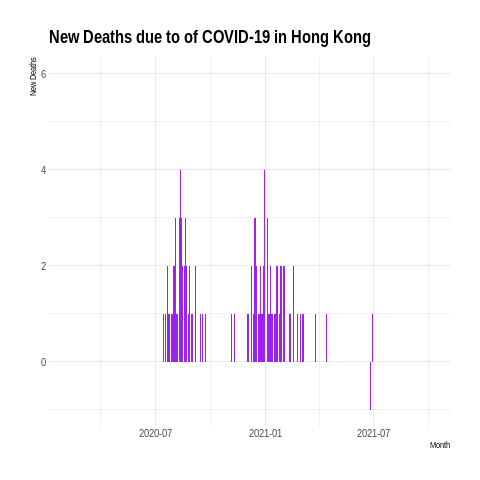 New Deaths due to of COVID-19 in Hong Kong
New Deaths
6
4
2
0
2020-07
2021-01
2021-07
Month